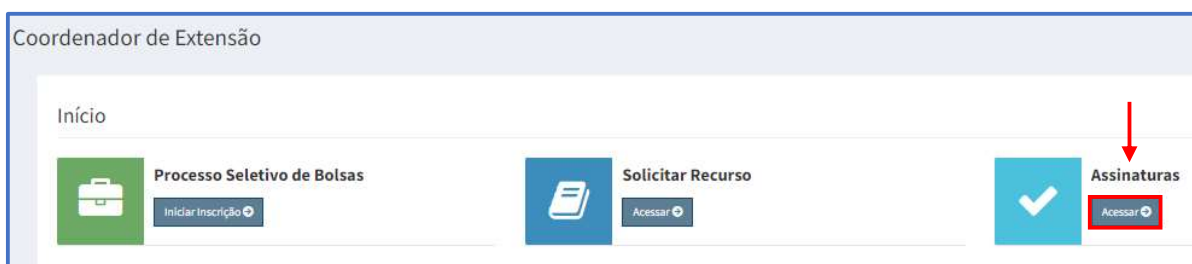 Coordenador de Extensão
Início
Processo Seletivo de Bolsas
Iniciar Inscrição
Solicitar Recurso
Acessar
Assinaturas
Acessar